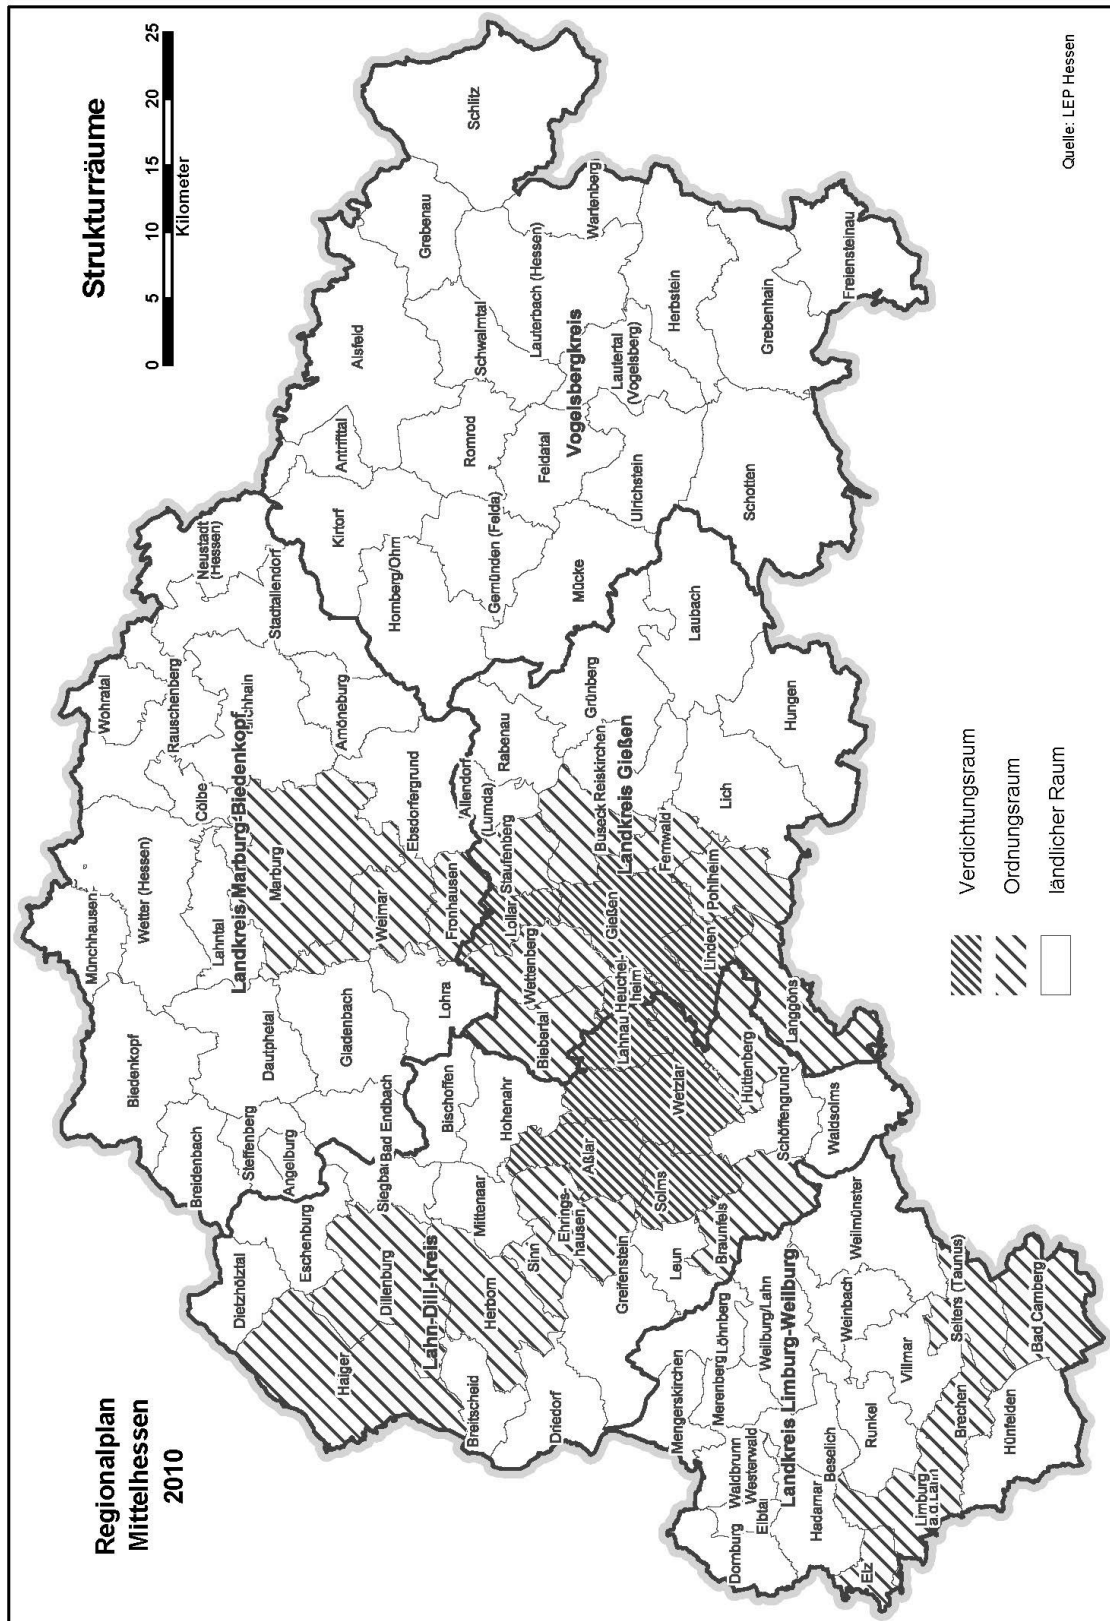 Regionalplan
Mittelhessen
2010
Strukturräume
0
5
10
15
20
25
Kilometer
Münchhausen
Wohratal
Biedenkopf
Wetter (Hessen)
Rauschenberg
Neustadt
(Hessen)
Breidenbach
Lahntal
Cölbe
Landkreis Marburg-Biedenkopf
Stadtallendorf
Steffenberg
Dautphetal
Marburg
Angelburg
Amöneburg
Gladenbach
Weimar
Ebsdorfergrund
Bad Endbach
Lohra
Fronhausen
Dietzhölztal
Eschenburg
Haiger
Dillenburg
Lahn-Dill-Kreis
Herborn
Mittenaar
Bischoffen
Hohenahr
Breitscheid
Driedorf
Sinn
Ehrings-
hausen
Aßlar
Greifenstein
Solms
Wetzlar
Lahnau
Leun
Braunfels
Hüttenberg
Schöffengrund
Waldsolms
Allendorf
(Lumda)
Rabenau
Staufenberg
Lollar
Wettenberg
Biebertal
Grünberg
Buseck
Reiskirchen
Landkreis Gießen
Gießen
Heuchel-
heim
Fernwald
Laubach
Linden
Pohlheim
Lich
Hungen
Langgöns
Kirtorf
Antrifttal
Alsfeld
Grebenau
Schlitz
Homberg/Ohm
Romrod
Schwalmtal
Gemünden (Felda)
Feldatal
Lauterbach (Hessen)
Wartenberg
Vogelsbergkreis
Mücke
Ulrichstein
Lautertal
(Vogelsberg)
Herbstein
Schotten
Grebenhain
Freiensteinau
Mengerskirchen
Merenberg
Löhnberg
Waldbrunn
Westerwald
Weilburg/Lahn
Dornburg
Elbtal
Landkreis Limburg-Weilburg
Hadamar
Beselich
Weinbach
Weilmünster
Runkel
Villmar
Elz
Limburg
a.d.Lahn
Brechen
Selters (Taunus)
Hünfelden
Bad Camberg
Verdichtungsraum
Ordnungsraum
ländlicher Raum
Quelle: LEP Hessen